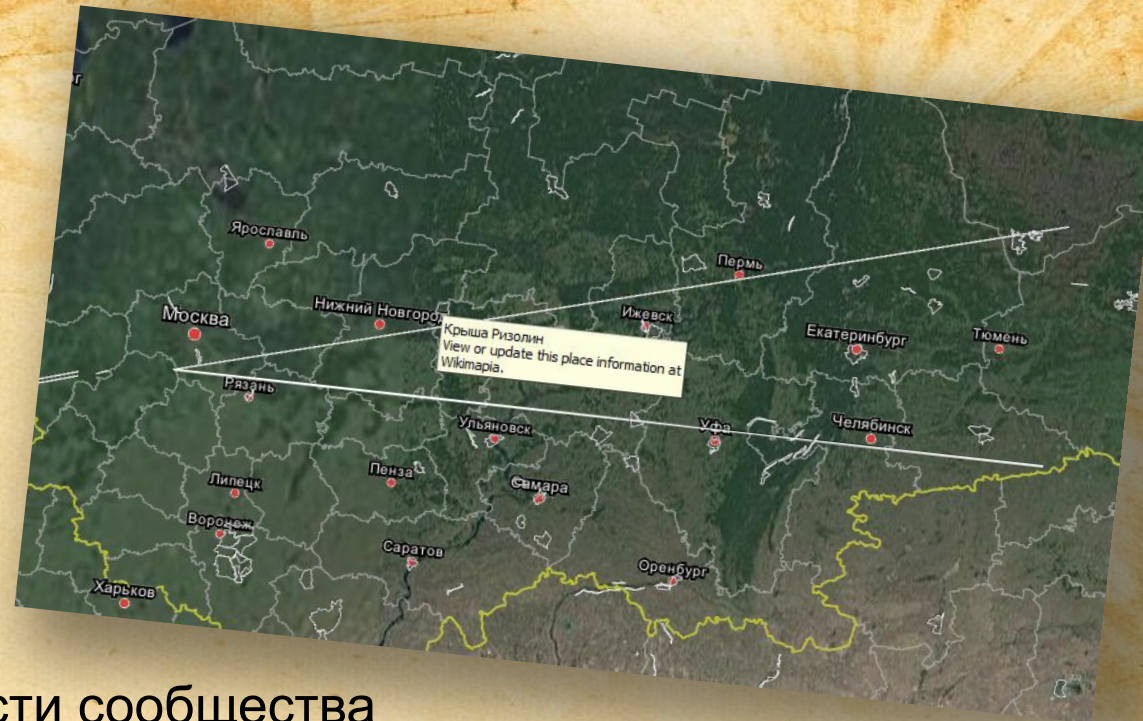 Ярославль
Пермь
Москва
Нижний Новгород
Ижевск
Екатеринбург
Тюмень
Крыша Ризолин
View or update this place information at
Wikimapia.
Рязань
Ульяновск
Уфа
Челябинск
Липецк
Пенза
Самара
Воронеж
Саратов
Оренбург
Харьков
сти сообщества